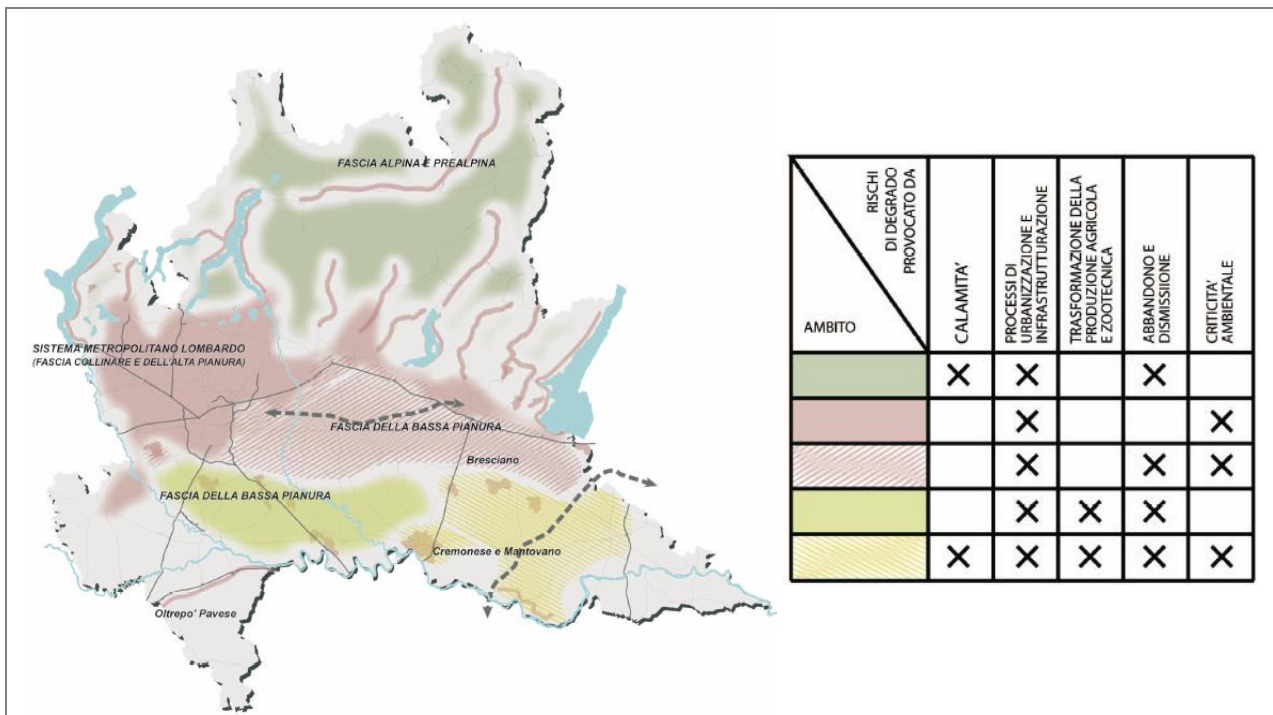 FASCIA ALPINA E PREALPINA
SISTEMA METROPOLITANO LOMBARDO
(FASCIA COLLINARE E DELL'ALTA PIANURA)
FASCIA DELLA BASSA PIANURA
Bresciano
FASCIA DELLA BASSA PIANURA
Cremonese e Mantovano
Oltrepo' Pavese
RISCHI
DI DEGRADO
PROVOCATO DA
AMBITO
CALAMITA'
PROCESSI DI
URBANIZZAZIONE E
INFRASTRUTTURAZIONE
TRASFORMAZIONE DELLA
PRODUZIONE AGRICOLA
E ZOOTECNICA
ABBANDONO E
DISMISSIIONE
CRITICITA'
AMBIENTALE
X X X
X X
X X X
X X X
X X X X X